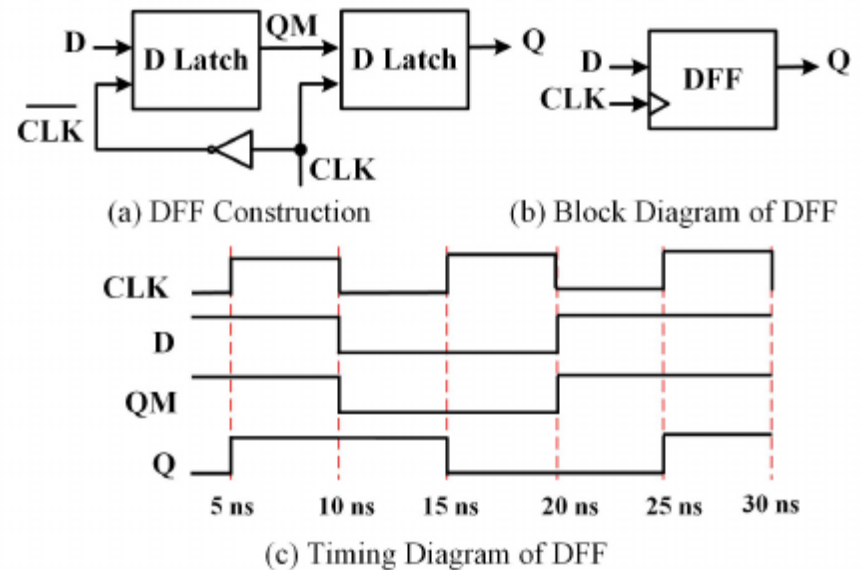 D
D Latch
QM
D Latch
Q
CLK
CLK
(a) DFF Construction
D
CLK
DFF
Q
(b) Block Diagram of DFF
CLK
D
QM
Q
5 ns 10 ns 15 ns 20 ns 25 ns 30 ns
(c) Timing Diagram of DFF